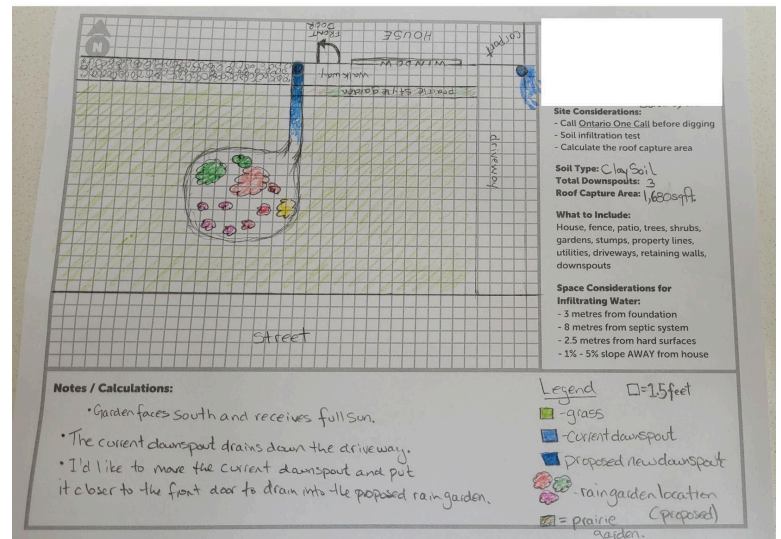 N
FRONT
DOOR
HOUSE
carport
WINDOW
walkway
prairie style garden
driveway
street
Site Considerations:
- Call Ontario One Call before digging
- Soil infiltration test
- Calculate the roof capture area
Soil Type: Clay Soil
Total Downspouts: 3
Roof Capture Area: 1,680sqft.
What to Include:
House, fence, patio, trees, shrubs,
gardens, stumps, property lines,
utilities, driveways, retaining walls,
downspouts
Space Considerations for
Infiltrating Water:
- 3 metres from foundation
- 8 metres from septic system
- 2.5 metres from hard surfaces
- 1% - 5% slope AWAY from house
Notes / Calculations:
• Garden faces south and receives full sun.
• The current downspout drains down the driveway.
• I'd like to move the current downspout and put
it closer to the front door to drain into the proposed rain garden.
Legend □=1.5feet
-grass
-current downspout
proposed new downspout
- rain garden location
(proposed)
= prairie
garden.